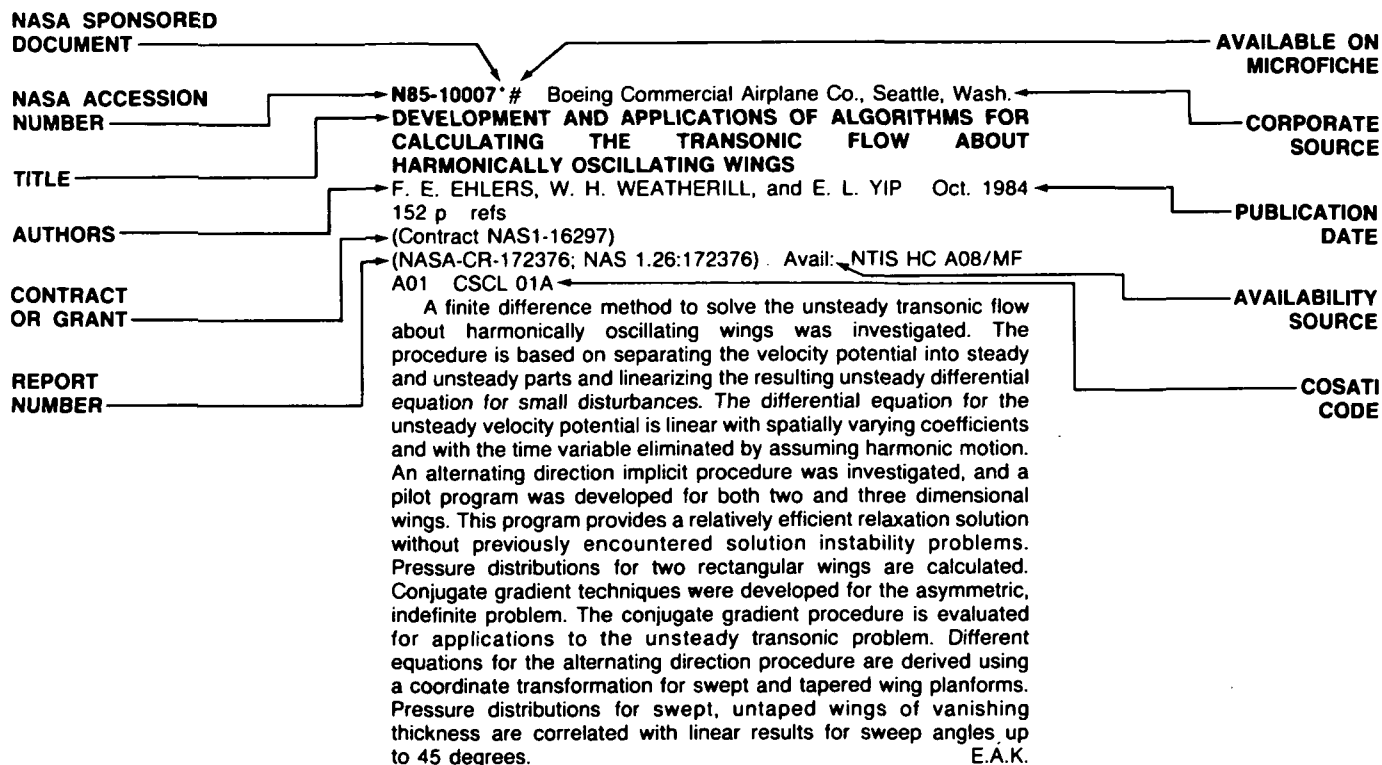 NASA SPONSORED
DOCUMENT
AVAILABLE ON
MICROFICHE
NASA ACCESSION
NUMBER
N85-10007*# Boeing Commercial Airplane Co., Seattle, Wash.
CORPORATE
SOURCE
TITLE
DEVELOPMENT AND APPLICATIONS OF ALGORITHMS FOR
CALCULATING THE TRANSONIC FLOW ABOUT
HARMONICALLY OSCILLATING WINGS
AUTHORS
F. E. EHLERS, W. H. WEATHERILL, and E. L. YIP Oct. 1984
152 p refs
PUBLICATION
DATE
CONTRACT
OR GRANT
(Contract NAS1-16297)
REPORT
NUMBER
(NASA-CR-172376; NAS 1.26:172376) Avail: NTIS HC A08/MF
A01 CSCL 01A
AVAILABILITY
SOURCE
COSATI
CODE
A finite difference method to solve the unsteady transonic flow
about harmonically oscillating wings was investigated. The
procedure is based on separating the velocity potential into steady
and unsteady parts and linearizing the resulting unsteady differential
equation for small disturbances. The differential equation for the
unsteady velocity potential is linear with spatially varying coefficients
and with the time variable eliminated by assuming harmonic motion.
An alternating direction implicit procedure was investigated, and a
pilot program was developed for both two and three dimensional
wings. This program provides a relatively efficient relaxation solution
without previously encountered solution instability problems.
Pressure distributions for two rectangular wings are calculated.
Conjugate gradient techniques were developed for the asymmetric,
indefinite problem. The conjugate gradient procedure is evaluated
for applications to the unsteady transonic problem. Different
equations for the alternating direction procedure are derived using
a coordinate transformation for swept and tapered wing planforms.
Pressure distributions for swept, untaped wings of vanishing
thickness are correlated with linear results for sweep angles up
to 45 degrees. E.A.K.